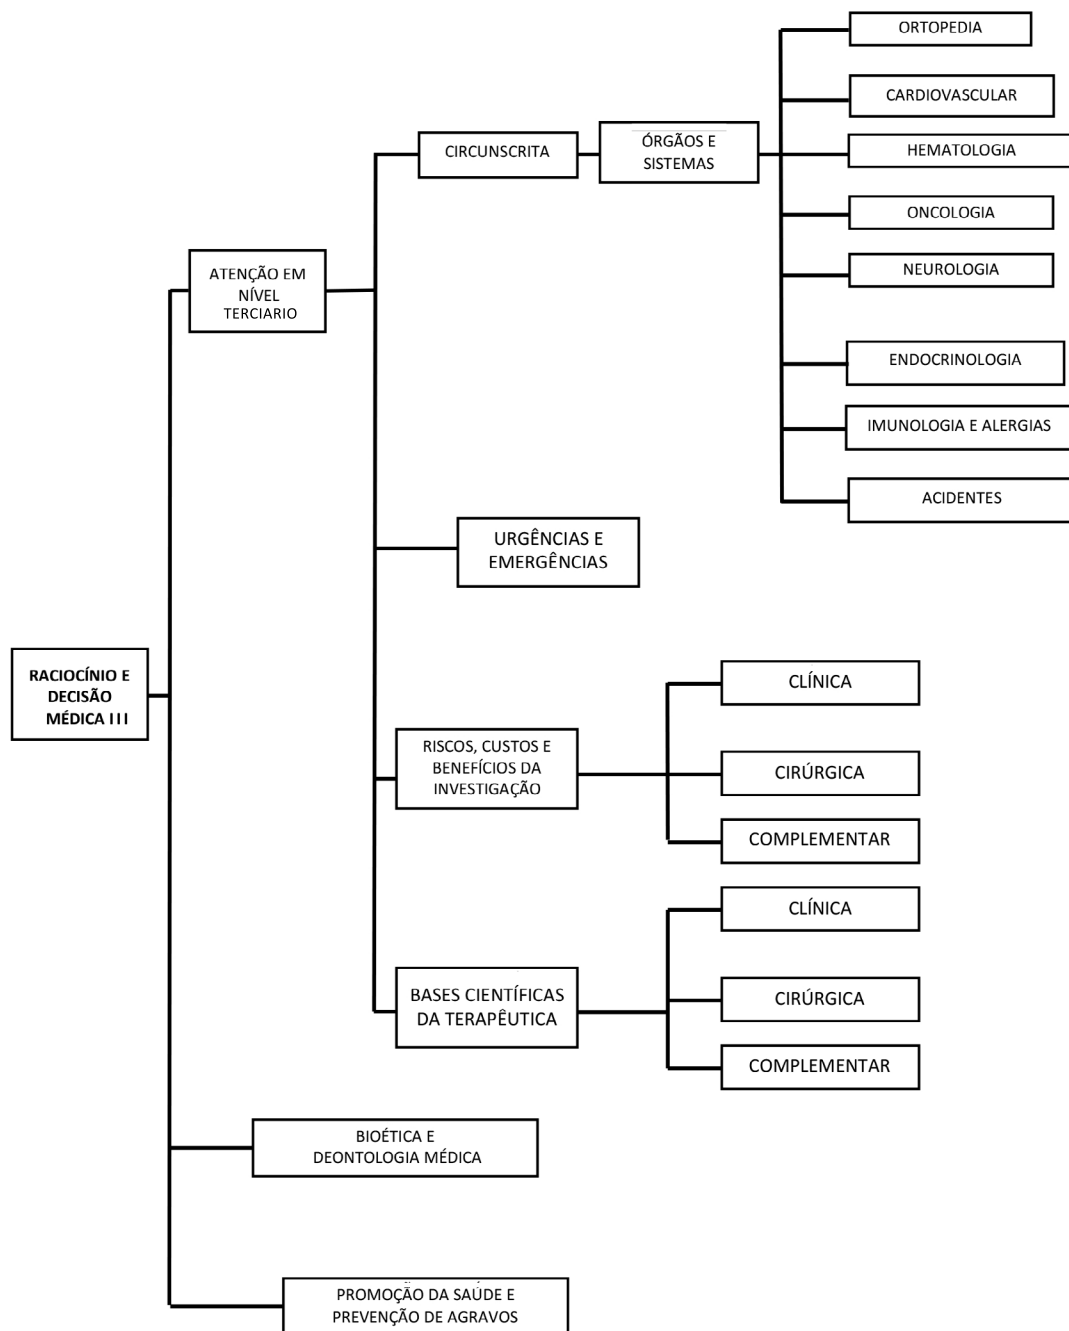 ORTOPEDIA
CARDIOVASCULAR
CIRCUNSCRITA
ÓRGÃOS E
SISTEMAS
HEMATOLOGIA
ONCOLOGIA
NEUROLOGIA
ATENÇÃO EM
NÍVEL
TERCIARIO
ENDOCRINOLOGIA
IMUNOLOGIA E ALERGIAS
ACIDENTES
URGÊNCIAS E
EMERGÊNCIAS
RACIOCÍNIO E
DECISÃO
MÉDICA III
CLÍNICA
RISCOS, CUSTOS E
BENEFÍCIOS DA
INVESTIGAÇÃO
CIRÚRGICA
COMPLEMENTAR
CLÍNICA
BASES CIENTÍFICAS
DA TERAPÊUTICA
CIRÚRGICA
COMPLEMENTAR
BIOÉTICA E
DEONTOLOGIA MÉDICA
PROMOÇÃO DA SAÚDE E
PREVENÇÃO DE AGRAVOS